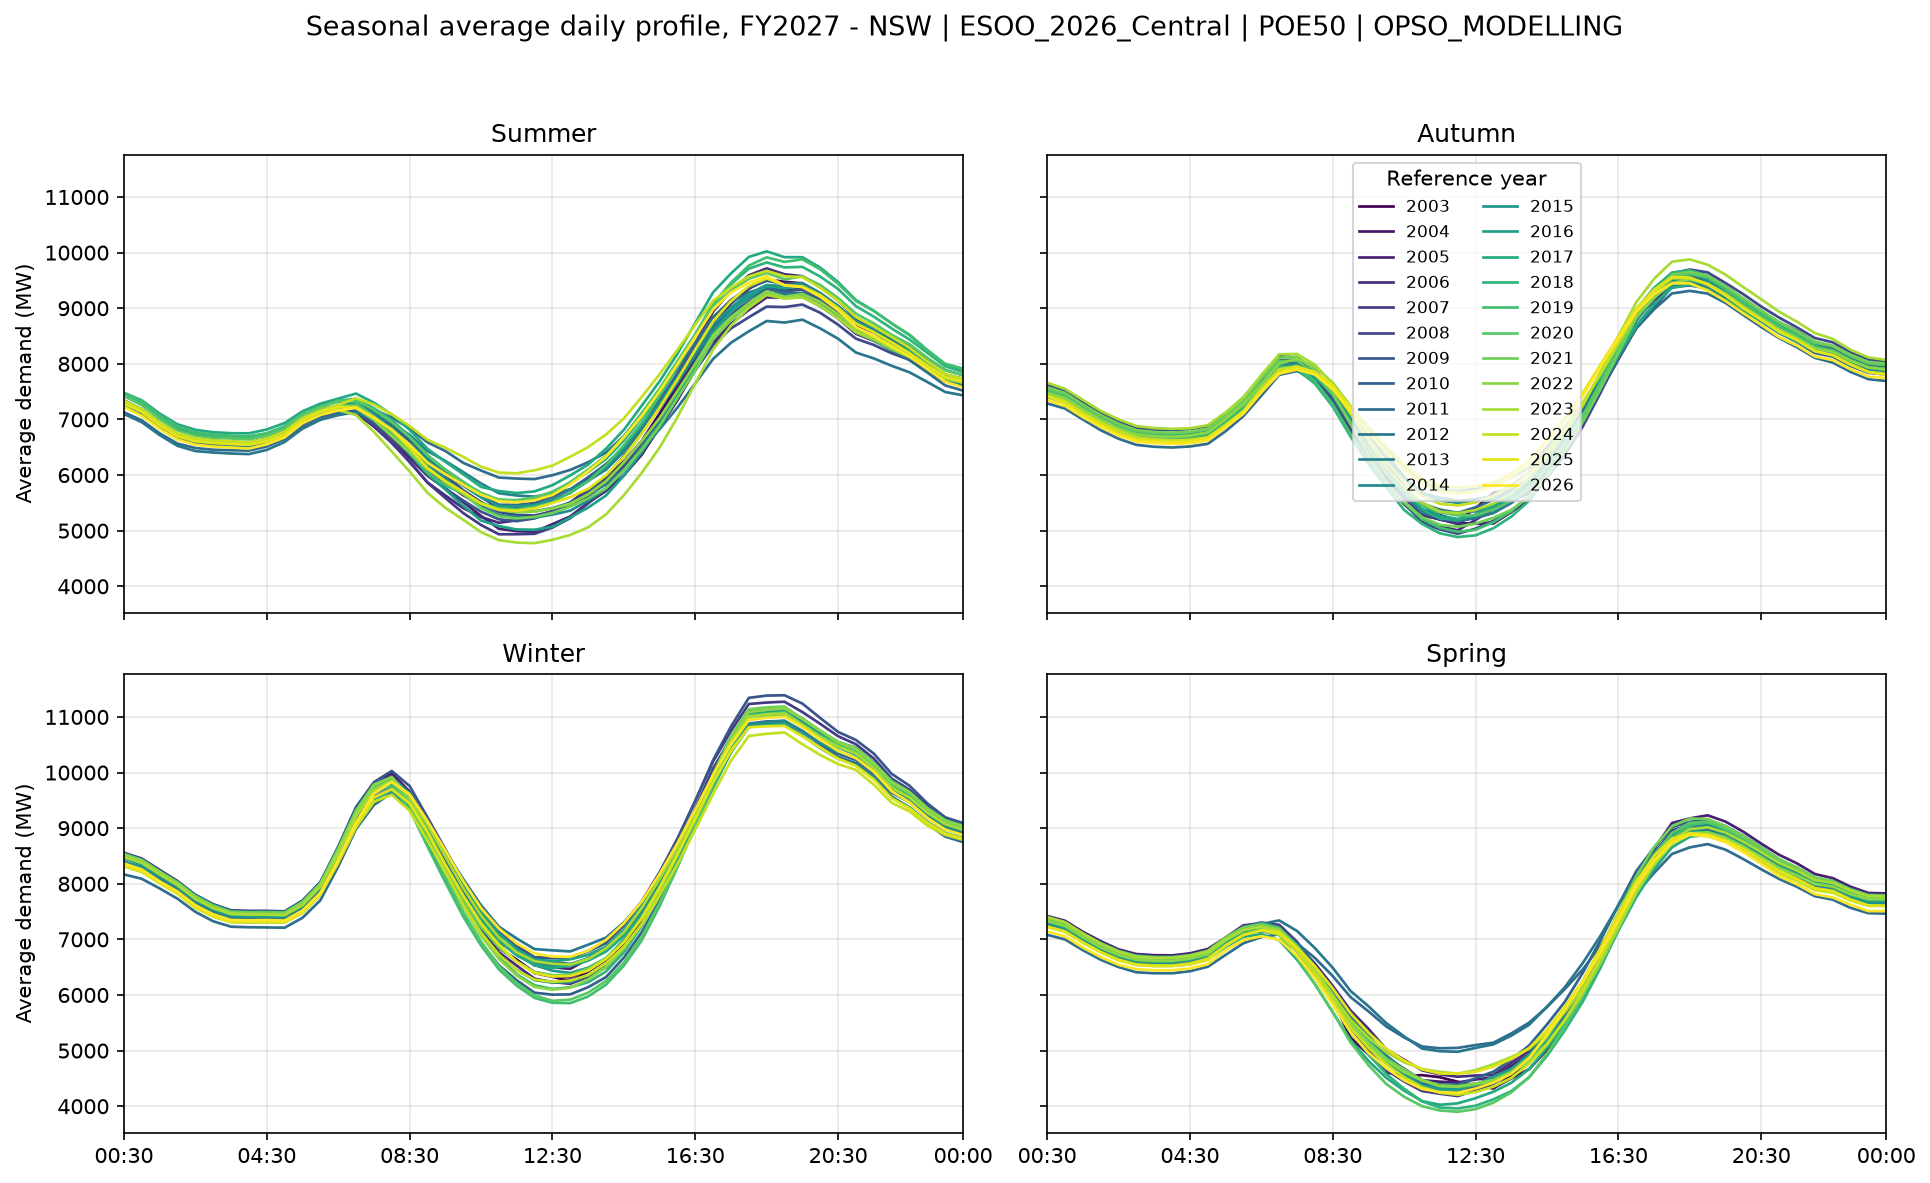 Seasonal average daily profile, FY2027 - NSW | ESOO_2026_Central | POE50 | OPSO_MODELLING
Summer
Average demand (MW)
11000
10000
9000
8000
7000
6000
5000
4000
Autumn
Reference year
2003 2015
2004 2016
2005 2017
2006 2018
2007 2019
2008 2020
2009 2021
2010 2022
2011 2023
2012 2024
2013 2025
2014 2026
Winter
Average demand (MW)
11000
10000
9000
8000
7000
6000
5000
4000
00:30 04:30 08:30 12:30 16:30 20:30 00:00
Spring
00:30 04:30 08:30 12:30 16:30 20:30 00:00